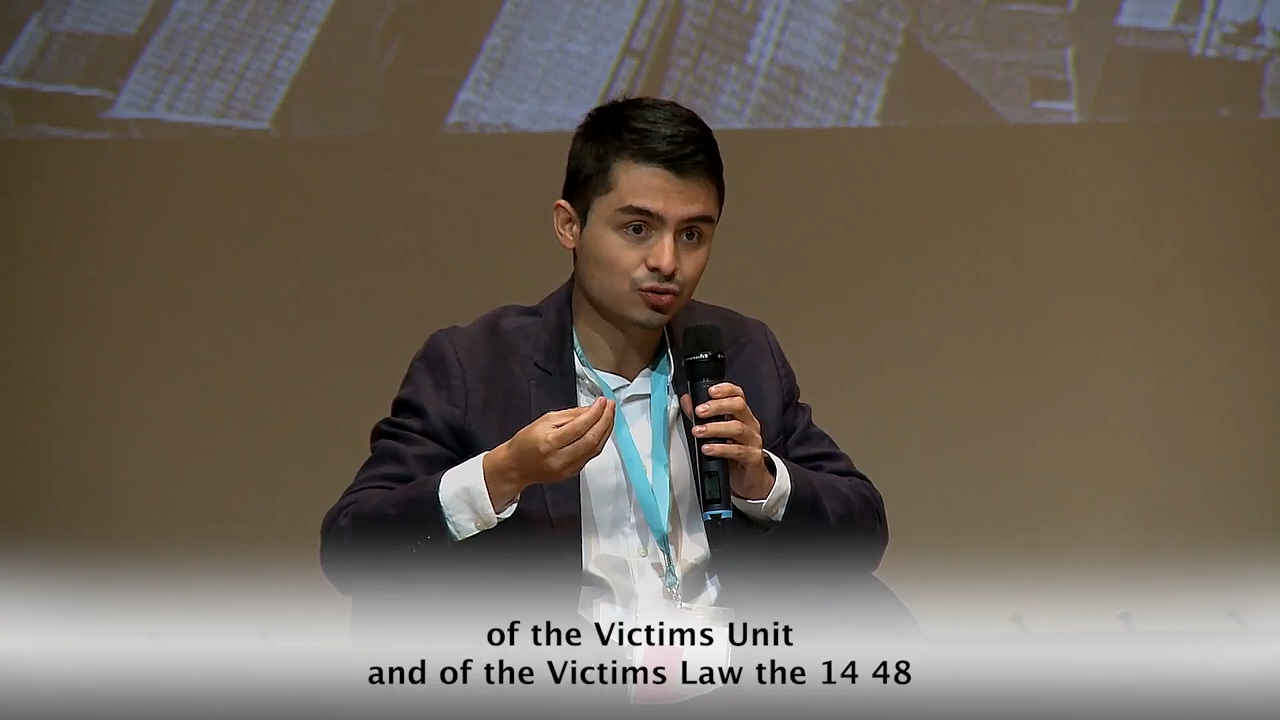 of the Victims Unit
and of the Victims Law the 14 48